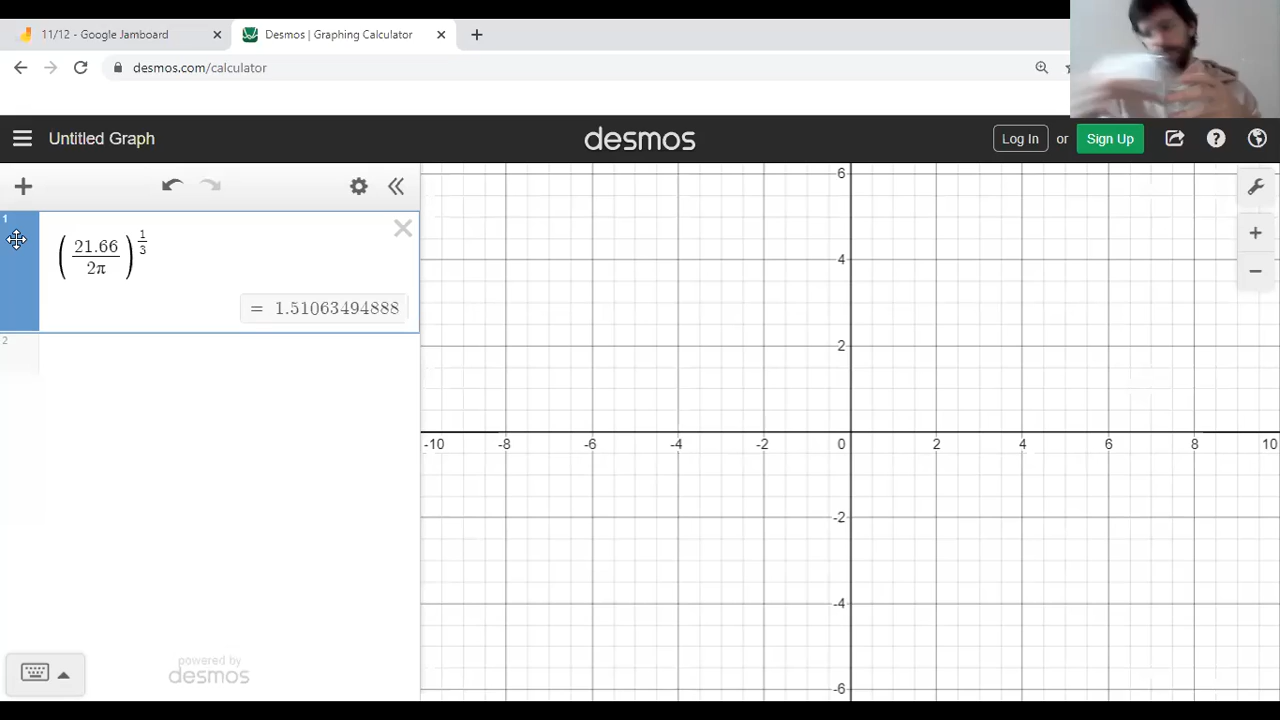 11/12 - Google Jamboard
Desmos | Graphing Calculator
desmos.com/calculator
Untitled Graph
desmos
Log In or Sign Up
1
(21.66/2π)^(1/3)
= 1.51063494888
2
powered by
desmos
6
4
2
-10 -8 -6 -4 -2 0 2 4 6 8 10
-2
-4
-6